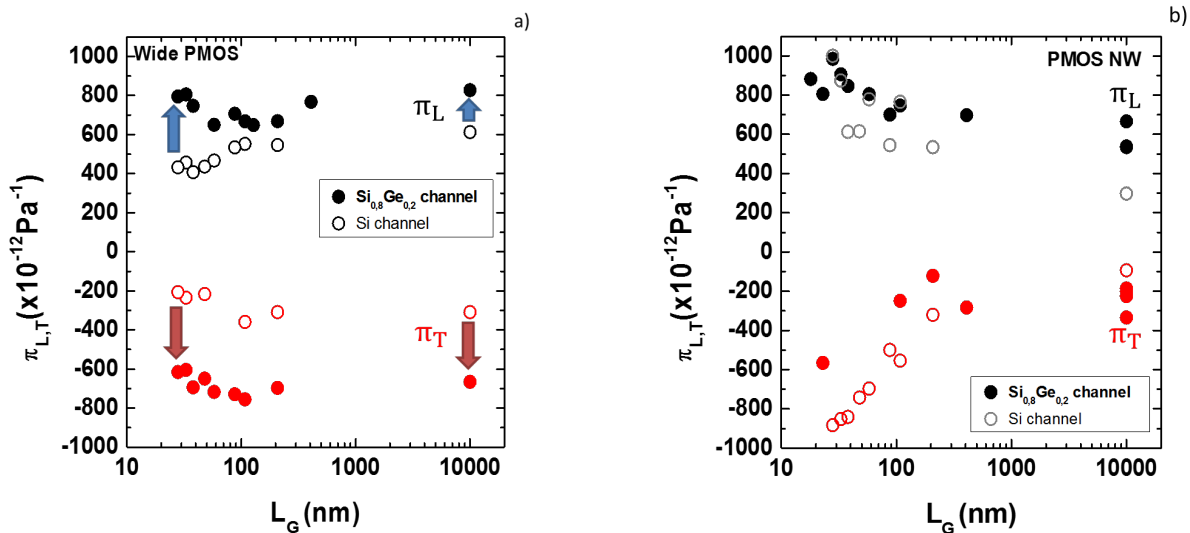 a)
Wide PMOS
1000
800
600
400
200
0
-200
-400
-600
-800
-1000
πL
Si0,8Ge0,2 channel
Si channel
πT
πL,T(x10-12Pa-1)
10 100 1000 10000
LG (nm)
b)
PMOS NW
1000
800
600
400
200
0
-200
-400
-600
-800
-1000
πL
πT
Si0,8Ge0,2 channel
Si channel
πL,T(x10-12Pa-1)
10 100 1000 10000
LG (nm)